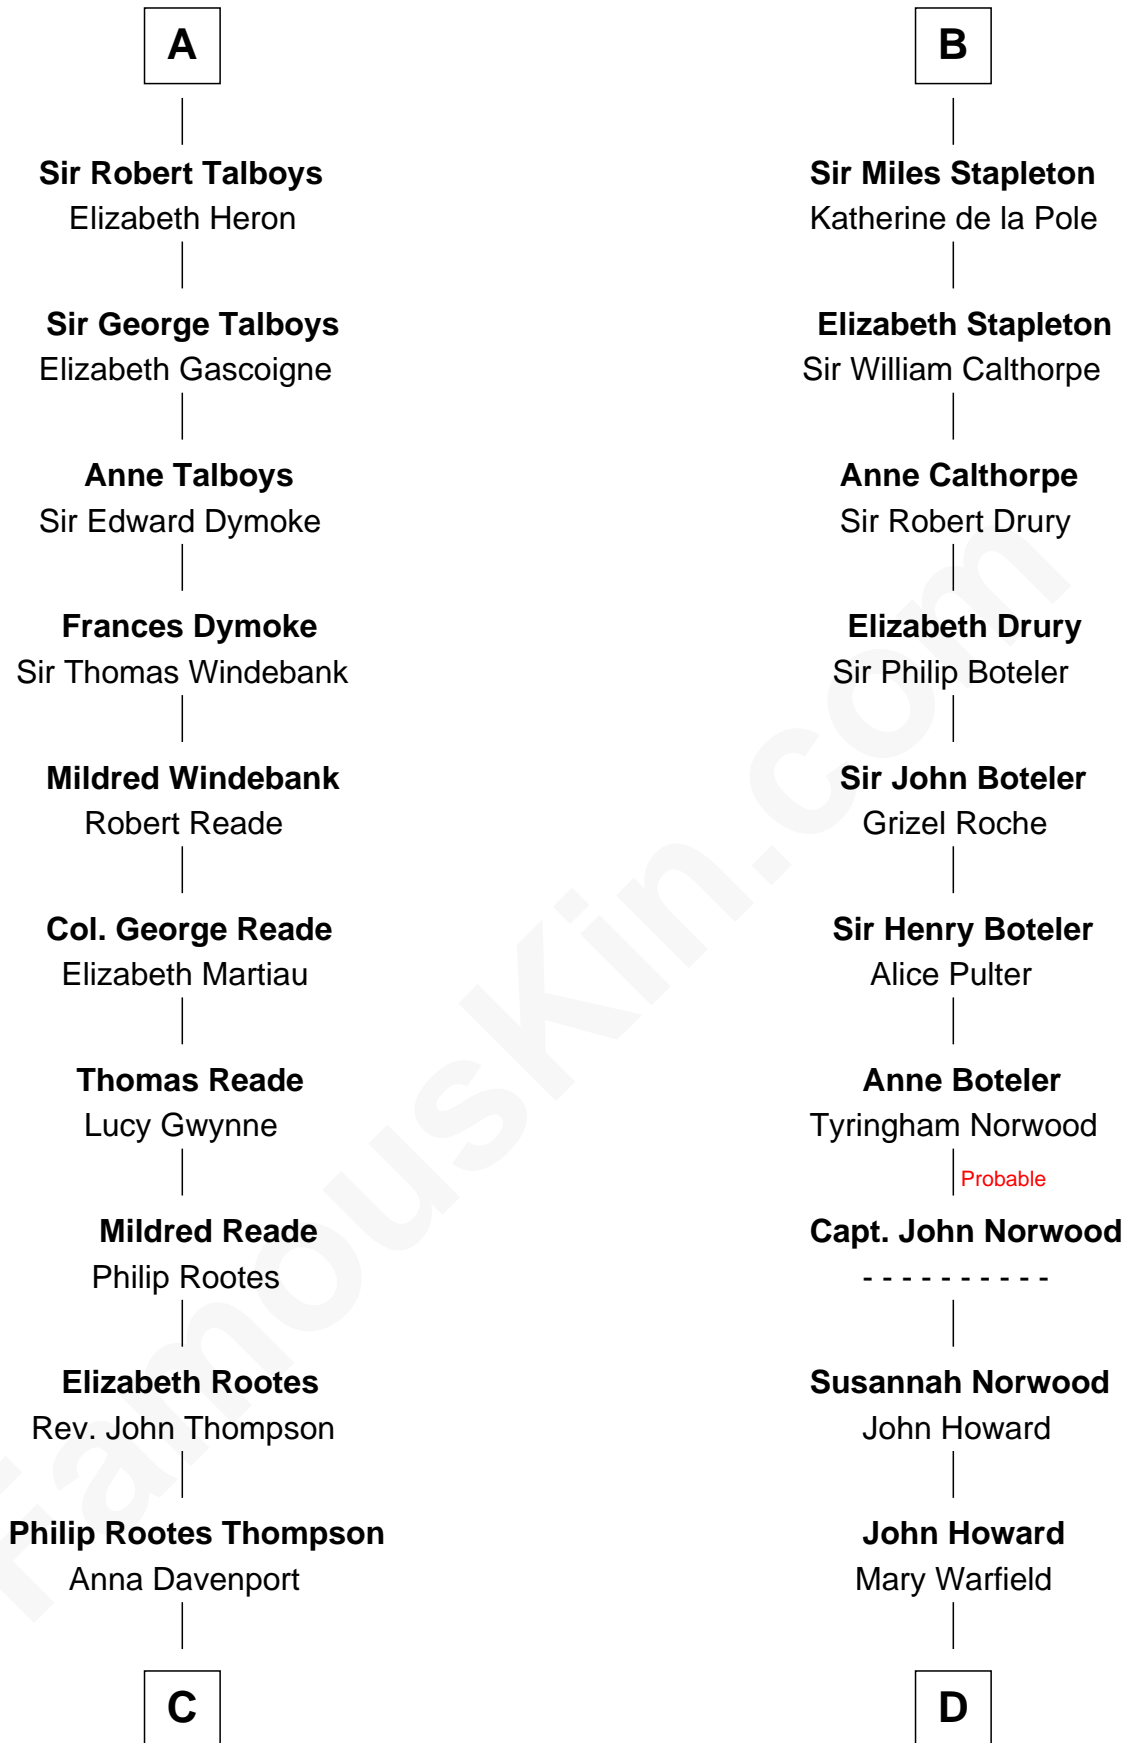 A
Sir Robert Talboys
Elizabeth Heron
Sir George Talboys
Elizabeth Gascoigne
Anne Talboys
Sir Edward Dymoke
Frances Dymoke
Sir Thomas Windebank
Mildred Windebank
Robert Reade
Col. George Reade
Elizabeth Martiau
Thomas Reade
Lucy Gwynne
Mildred Reade
Philip Rootes
Elizabeth Rootes
Rev. John Thompson
Philip Rootes Thompson
Anna Davenport
C
B
Sir Miles Stapleton
Katherine de la Pole
Elizabeth Stapleton
Sir William Calthorpe
Anne Calthorpe
Sir Robert Drury
Elizabeth Drury
Sir Philip Boteler
Sir John Boteler
Grizel Roche
Sir Henry Boteler
Alice Pulter
Anne Boteler
Tyringham Norwood
Probable
Capt. John Norwood
- - - - - - - - - -
Susannah Norwood
John Howard
John Howard
Mary Warfield
D
FamousKin.com